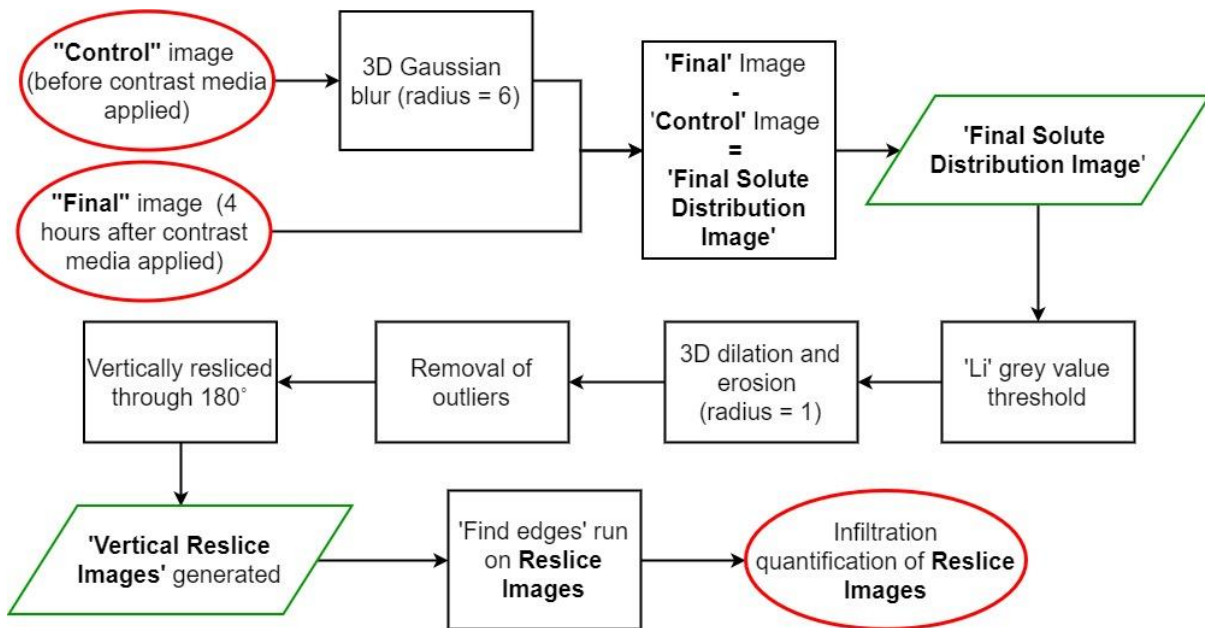 "Control" image
(before contrast media
applied)
3D Gaussian
blur (radius = 6)
'Final' Image
-
'Control' Image
=
'Final Solute
Distribution
Image'
'Final Solute
Distribution Image'
"Final" image (4
hours after contrast
media applied)
Vertically resliced
through 180°
Removal of
outliers
3D dilation and
erosion
(radius = 1)
'Li' grey value
threshold
'Vertical Reslice
Images' generated
'Find edges' run
on Reslice
Images
Infiltration
quantification of Reslice
Images